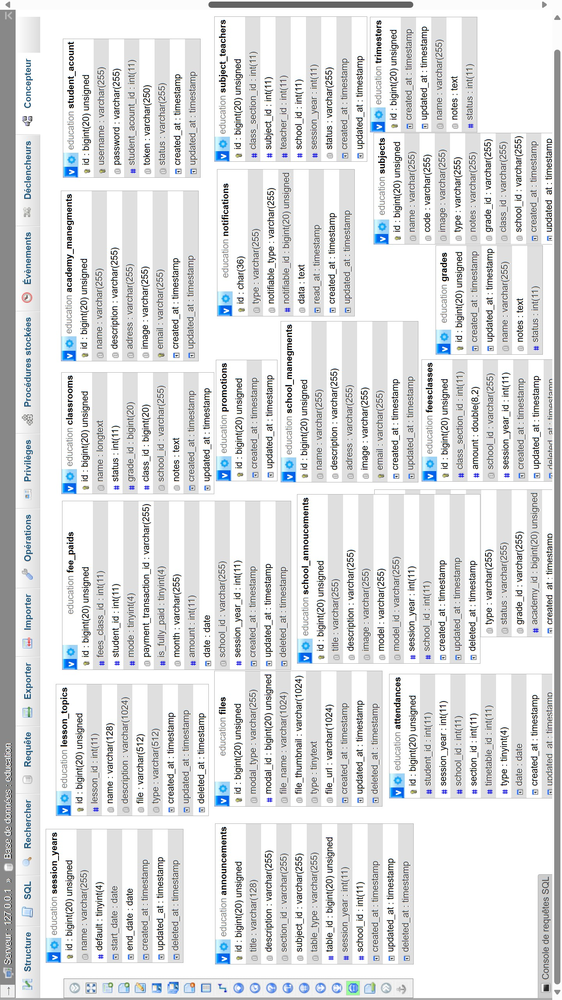 Serveur : 127.0.0.1 » Base de données : education
Structure
SQL
Rechercher
Requête
Exporter
Importer
Opérations
Privilèges
Procédures stockées
Évènements
Déclencheurs
Concepteur
v education session_years
id : bigint(20) unsigned
name : varchar(255)
# default : tinyint(4)
start_date : date
end_date : date
created_at : timestamp
updated_at : timestamp
deleted_at : timestamp
v education lesson_topics
id : bigint(20) unsigned
# lesson_id : int(11)
name : varchar(128)
description : varchar(1024)
file : varchar(512)
type : varchar(512)
created_at : timestamp
updated_at : timestamp
deleted_at : timestamp
v education fee_paids
id : bigint(20) unsigned
# fees_class_id : int(11)
# student_id : int(11)
# mode : tinyint(4)
payment_transaction_id : varchar(255)
# is_fully_paid : tinyint(4)
month : varchar(255)
# amount : int(11)
date : date
school_id : varchar(255)
# session_year_id : int(11)
created_at : timestamp
updated_at : timestamp
deleted_at : timestamp
v education classrooms
id : bigint(20) unsigned
name : longtext
# status : int(11)
# grade_id : bigint(20)
# class_id : bigint(20)
school_id : varchar(255)
notes : text
created_at : timestamp
updated_at : timestamp
v education academy_manegments
id : bigint(20) unsigned
name : varchar(255)
description : varchar(255)
adress : varchar(255)
image : varchar(255)
email : varchar(255)
created_at : timestamp
updated_at : timestamp
v education student_acount
id : bigint(20) unsigned
username : varchar(255)
password : varchar(255)
# student_acount_id : int(11)
token : varchar(250)
status : varchar(255)
created_at : timestamp
updated_at : timestamp
v education announcements
id : bigint(20) unsigned
title : varchar(128)
description : varchar(255)
section_id : varchar(255)
subject_id : varchar(255)
table_type : varchar(255)
# table_id : bigint(20) unsigned
# session_year : int(11)
# school_id : int(11)
created_at : timestamp
updated_at : timestamp
deleted_at : timestamp
v education files
id : bigint(20) unsigned
modal_type : varchar(255)
# modal_id : bigint(20) unsigned
file_name : varchar(1024)
file_thumbnail : varchar(1024)
type : tinytext
file_url : varchar(1024)
created_at : timestamp
updated_at : timestamp
deleted_at : timestamp
v education promotions
id : bigint(20) unsigned
created_at : timestamp
updated_at : timestamp
v education notifications
id : char(36)
type : varchar(255)
notifiable_type : varchar(255)
# notifiable_id : bigint(20) unsigned
data : text
read_at : timestamp
created_at : timestamp
updated_at : timestamp
v education subject_teachers
id : bigint(20) unsigned
# class_section_id : int(11)
# subject_id : int(11)
# teacher_id : int(11)
# school_id : int(11)
# session_year : int(11)
status : varchar(255)
created_at : timestamp
updated_at : timestamp
v education school_annoucements
id : bigint(20) unsigned
title : varchar(255)
description : varchar(255)
image : varchar(255)
model : varchar(255)
model_id : varchar(255)
# session_year : int(11)
# school_id : int(11)
created_at : timestamp
updated_at : timestamp
deleted_at : timestamp
type : varchar(255)
status : varchar(255)
grade_id : varchar(255)
# academy_id : bigint(20) unsigned
created_at : timestamp
v education school_manegments
id : bigint(20) unsigned
name : varchar(255)
description : varchar(255)
adress : varchar(255)
image : varchar(255)
email : varchar(255)
created_at : timestamp
updated_at : timestamp
v education trimesters
id : bigint(20) unsigned
created_at : timestamp
updated_at : timestamp
name : varchar(255)
notes : text
# status : int(11)
v education subjects
id : bigint(20) unsigned
name : varchar(255)
code : varchar(255)
image : varchar(255)
type : varchar(255)
notes : varchar(255)
grade_id : varchar(255)
class_id : varchar(255)
school_id : varchar(255)
created_at : timestamp
updated_at : timestamp
v education attendances
id : bigint(20) unsigned
# student_id : int(11)
# session_year : int(11)
# school_id : int(11)
# section_id : int(11)
# timetable_id : int(11)
# type : tinyint(4)
date : date
created_at : timestamp
updated_at : timestamp
v education feesclasses
id : bigint(20) unsigned
# class_section_id : int(11)
# amount : double(8,2)
school_id : varchar(255)
# session_year_id : int(11)
created_at : timestamp
updated_at : timestamp
deleted_at : timestamp
v education grades
id : bigint(20) unsigned
created_at : timestamp
updated_at : timestamp
name : varchar(255)
notes : text
# status : int(11)
Console de requêtes SQL